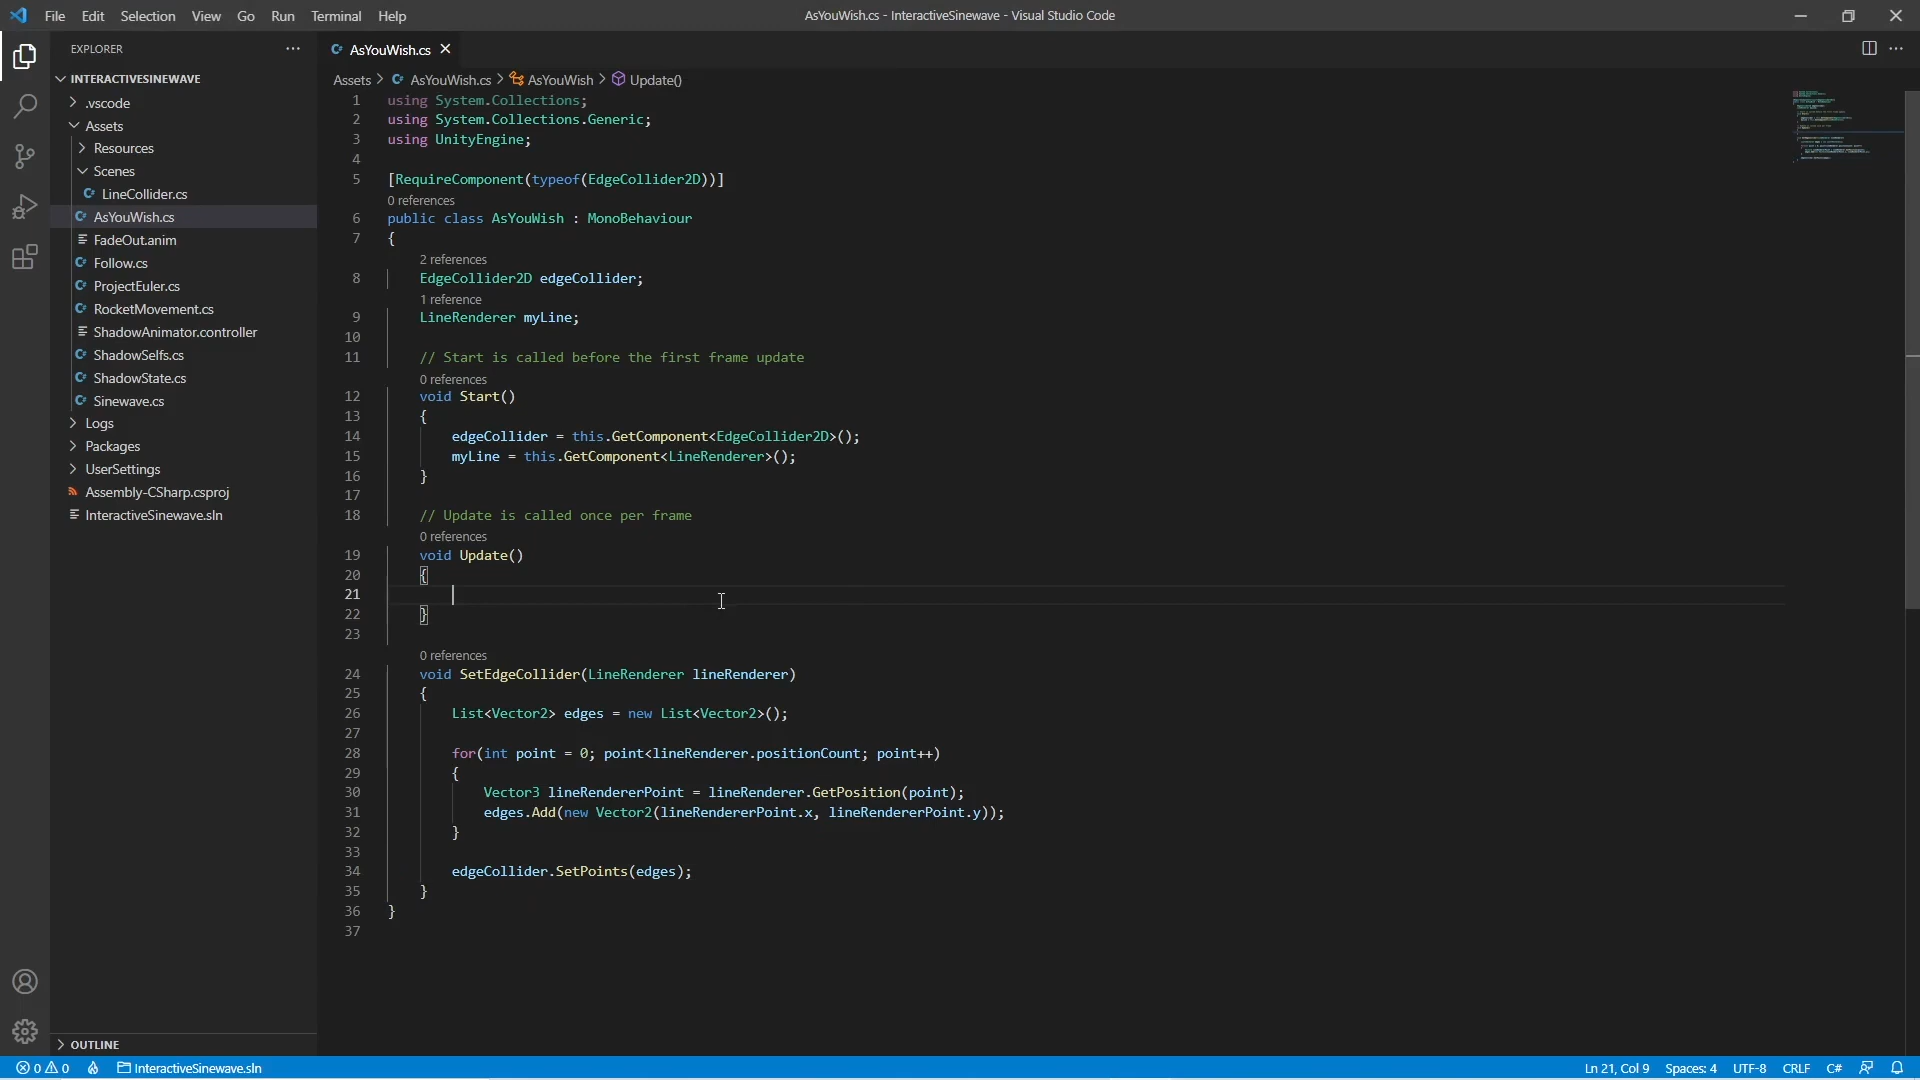 File Edit Selection View Go Run Terminal Help
AsYouWish.cs - InteractiveSinewave - Visual Studio Code
EXPLORER
INTERACTIVESINEWAVE
.vscode
Assets
Resources
Scenes
LineCollider.cs
AsYouWish.cs
FadeOut.anim
Follow.cs
ProjectEuler.cs
RocketMovement.cs
ShadowAnimator.controller
ShadowSelfs.cs
ShadowState.cs
Sinewave.cs
Logs
Packages
UserSettings
Assembly-CSharp.csproj
InteractiveSinewave.sln
OUTLINE
AsYouWish.cs
Assets > AsYouWish.cs > AsYouWish > Update()
1 using System.Collections;
2 using System.Collections.Generic;
3 using UnityEngine;
4
5 [RequireComponent(typeof(EdgeCollider2D))]
0 references
6 public class AsYouWish : MonoBehaviour
7 {
2 references
8 EdgeCollider2D edgeCollider;
1 reference
9 LineRenderer myLine;
10
11 // Start is called before the first frame update
0 references
12 void Start()
13 {
14 edgeCollider = this.GetComponent<EdgeCollider2D>();
15 myLine = this.GetComponent<LineRenderer>();
16 }
17
18 // Update is called once per frame
0 references
19 void Update()
20 {
21
22 }
23
0 references
24 void SetEdgeCollider(LineRenderer lineRenderer)
25 {
26 List<Vector2> edges = new List<Vector2>();
27
28 for(int point = 0; point<lineRenderer.positionCount; point++)
29 {
30 Vector3 lineRendererPoint = lineRenderer.GetPosition(point);
31 edges.Add(new Vector2(lineRendererPoint.x, lineRendererPoint.y));
32 }
33
34 edgeCollider.SetPoints(edges);
35 }
36 }
37
0 0 InteractiveSinewave.sln
Ln 21, Col 9 Spaces: 4 UTF-8 CRLF C#